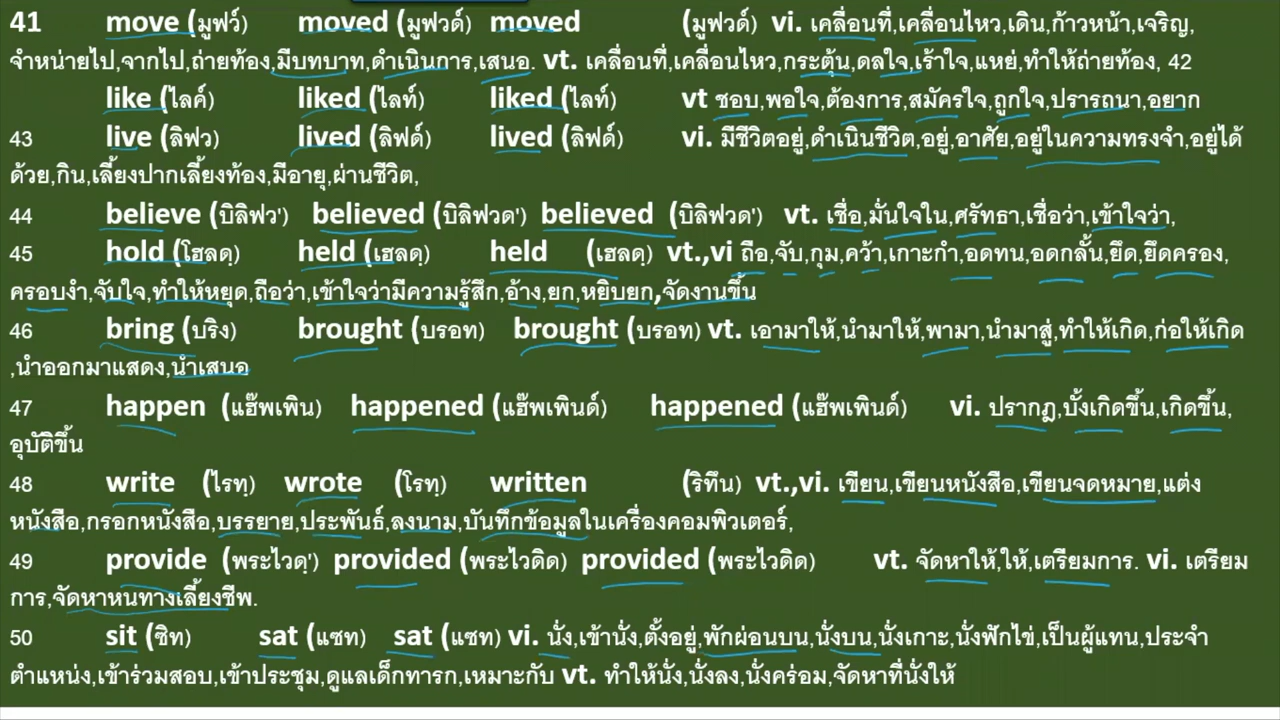 41 move (มูฟว์) moved (มูฟวด์) moved (มูฟวด์) vi. เคลื่อนที่,เคลื่อนไหว,เดิน,ก้าวหน้า,เจริญ,
จำหน่ายไป,จากไป,ถ่ายท้อง,มีบทบาท,ดำเนินการ,เสนอ. vt. เคลื่อนที่,เคลื่อนไหว,กระตุ้น,ดลใจ,เร้าใจ,แหย่,ทำให้ถ่ายท้อง, 42
like (ไลค์) liked (ไลท์) liked (ไลท์) vt ชอบ,พอใจ,ต้องการ,สมัครใจ,ถูกใจ,ปรารถนา,อยาก
43 live (ลิฟว) lived (ลิฟด์) lived (ลิฟด์) vi. มีชีวิตอยู่,ดำเนินชีวิต,อยู่,อาศัย,อยู่ในความทรงจำ,อยู่ได้
ด้วย,กิน,เลี้ยงปากเลี้ยงท้อง,มีอายุ,ผ่านชีวิต,
44 believe (บิลิฟว') believed (บิลิฟวด') believed (บิลิฟวด') vt. เชื่อ,มั่นใจใน,ศรัทธา,เชื่อว่า,เข้าใจว่า,
45 hold (โฮลดฺ) held (เฮลดฺ) held (เฮลดฺ) vt.,vi ถือ,จับ,กุม,คว้า,เกาะกำ,อดทน,อดกลั้น,ยึด,ยึดครอง,
ครอบงำ,จับใจ,ทำให้หยุด,ถือว่า,เข้าใจว่ามีความรู้สึก,อ้าง,ยก,หยิบยก,จัดงานขึ้น
46 bring (บริง) brought (บรอท) brought (บรอท) vt. เอามาให้,นำมาให้,พามา,นำมาสู่,ทำให้เกิด,ก่อให้เกิด
,นำออกมาแสดง,นำเสนอ
47 happen (แฮ๊พเพิน) happened (แฮ๊พเพินด์) happened (แฮ๊พเพินด์) vi. ปรากฎ,บั้งเกิดขึ้น,เกิดขึ้น,
อุบัติขึ้น
48 write (ไรทฺ) wrote (โรทฺ) written (ริทึน) vt.,vi. เขียน,เขียนหนังสือ,เขียนจดหมาย,แต่ง
หนังสือ,กรอกหนังสือ,บรรยาย,ประพันธ์,ลงนาม,บันทึกข้อมูลในเครื่องคอมพิวเตอร์,
49 provide (พระไวดฺ') provided (พระไวดิด) provided (พระไวดิด) vt. จัดหาให้,ให้,เตรียมการ. vi. เตรียม
การ,จัดหาหนทางเลี้ยงชีพ.
50 sit (ซิท) sat (แซท) sat (แซท) vi. นั่ง,เข้านั่ง,ตั้งอยู่,พักผ่อนบน,นั่งบน,นั่งเกาะ,นั่งฟักไข่,เป็นผู้แทน,ประจำ
ตำแหน่ง,เข้าร่วมสอบ,เข้าประชุม,ดูแลเด็กทารก,เหมาะกับ vt. ทำให้นั่ง,นั่งลง,นั่งคร่อม,จัดหาที่นั่งให้